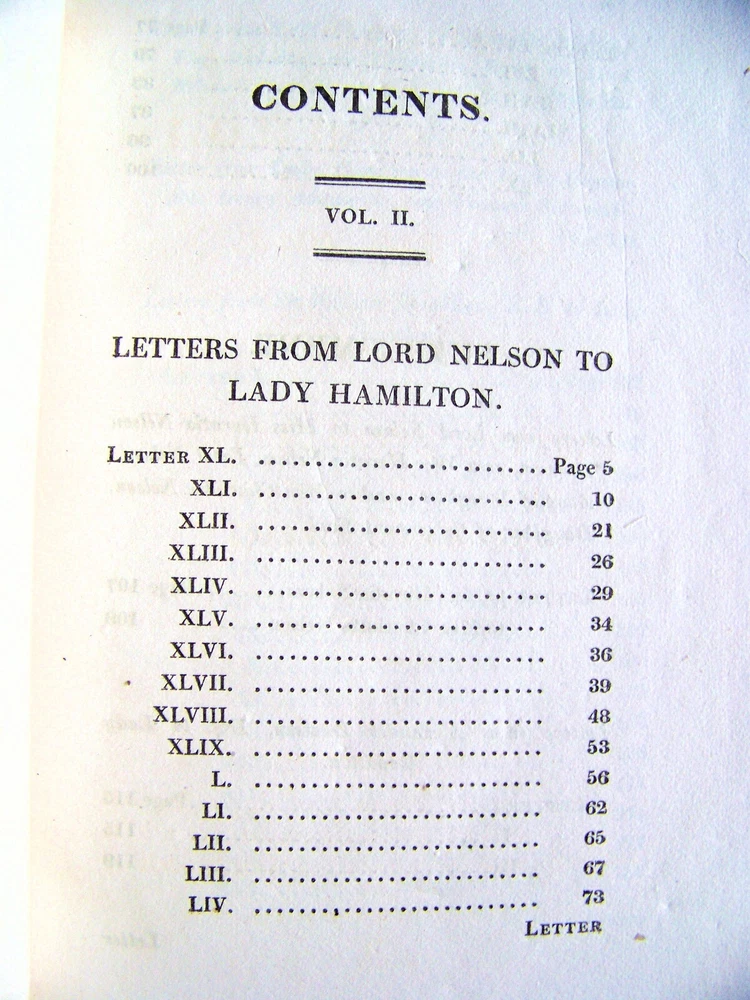 CONTENTS.
VOL. II.
LETTERS FROM LORD NELSON TO
LADY HAMILTON.
LETTER XL. .............................. Page 5
XLI. .............................. 10
XLII. .............................. 21
XLIII. .............................. 26
XLIV. .............................. 29
XLV. .............................. 34
XLVI. .............................. 36
XLVII. .............................. 39
XLVIII. .............................. 48
XLIX. .............................. 53
L. .............................. 56
LI. .............................. 62
LII. .............................. 65
LIII. .............................. 67
LIV. .............................. 73
LETTER